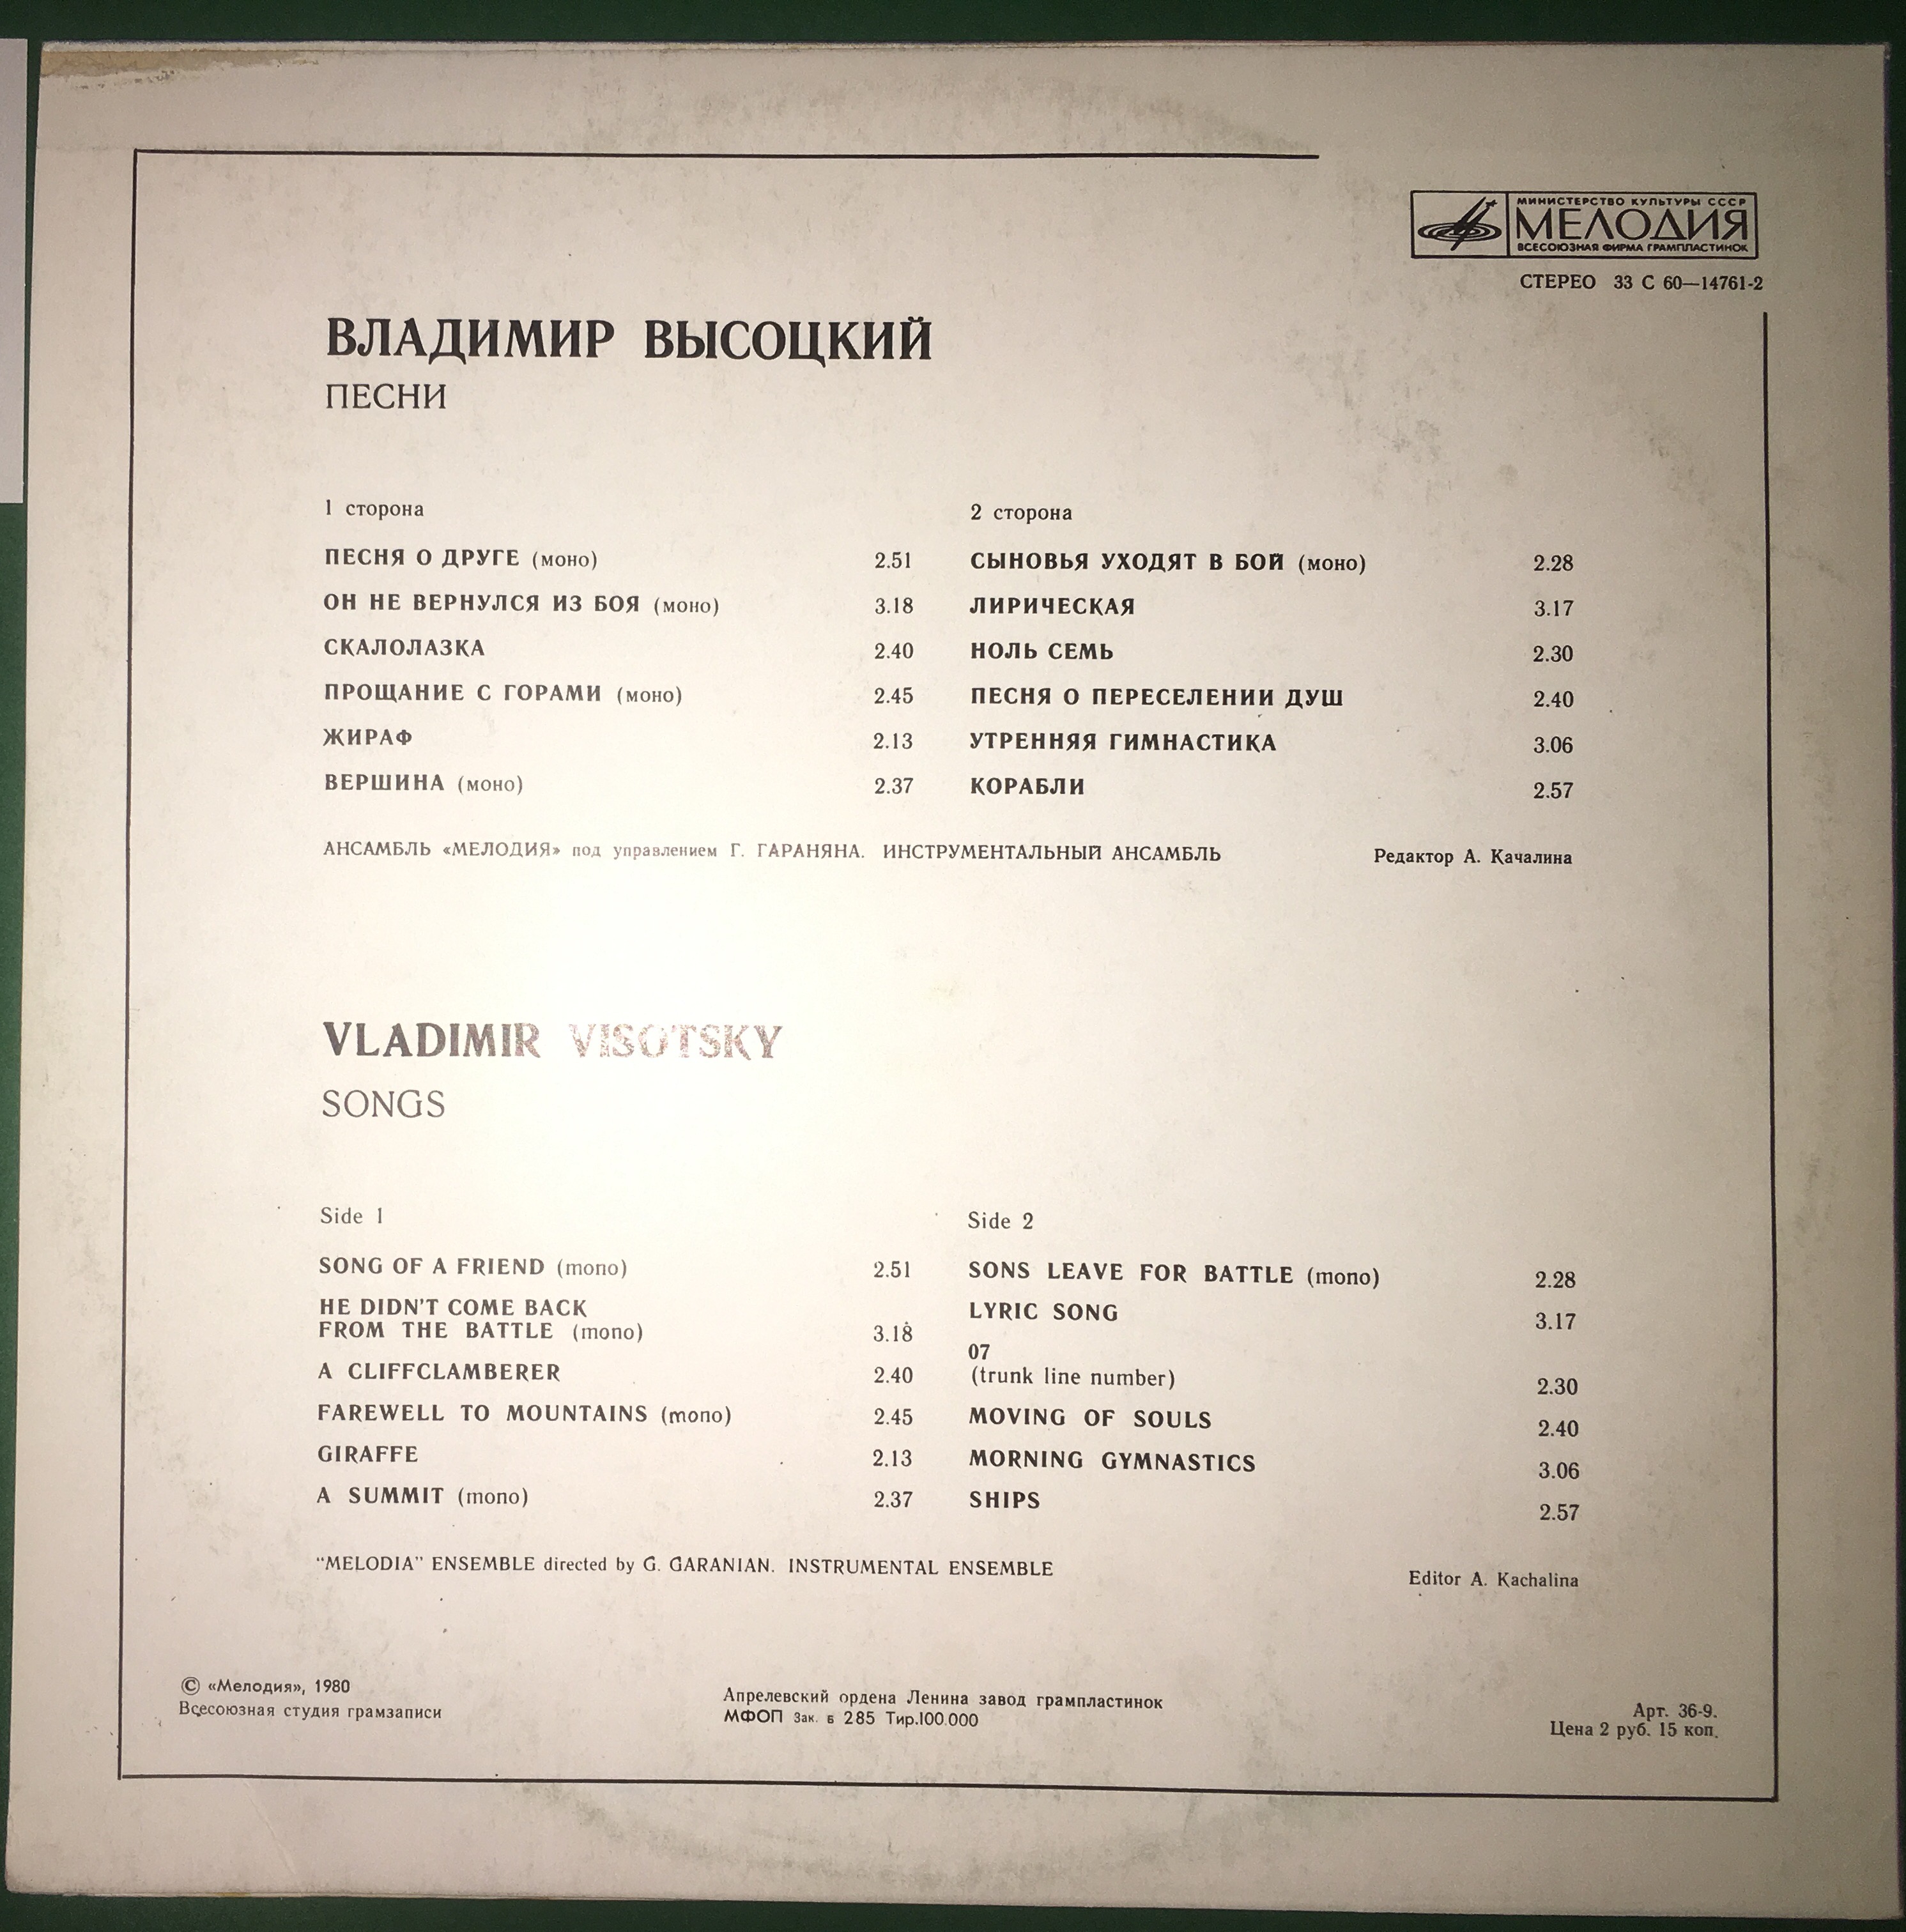 МИНИСТЕРСТВО КУЛЬТУРЫ СССР
МЕЛОДИЯ
ВСЕСОЮЗНАЯ ФИРМА ГРАМПЛАСТИНОК
СТЕРЕО 33 С 60—14761-2
ВЛАДИМИР ВЫСОЦКИЙ
ПЕСНИ
1 сторона
ПЕСНЯ О ДРУГЕ (моно) 2.51
ОН НЕ ВЕРНУЛСЯ ИЗ БОЯ (моно) 3.18
СКАЛОЛАЗКА 2.40
ПРОЩАНИЕ С ГОРАМИ (моно) 2.45
ЖИРАФ 2.13
ВЕРШИНА (моно) 2.37
2 сторона
СЫНОВЬЯ УХОДЯТ В БОЙ (моно) 2.28
ЛИРИЧЕСКАЯ 3.17
НОЛЬ СЕМЬ 2.30
ПЕСНЯ О ПЕРЕСЕЛЕНИИ ДУШ 2.40
УТРЕННЯЯ ГИМНАСТИКА 3.06
КОРАБЛИ 2.57
АНСАМБЛЬ «МЕЛОДИЯ» под управлением Г. ГАРАНЯНА. ИНСТРУМЕНТАЛЬНЫЙ АНСАМБЛЬ
Редактор А. Качалина
VLADIMIR VISOTSKY
SONGS
Side 1
SONG OF A FRIEND (mono) 2.51
HE DIDN'T COME BACK
FROM THE BATTLE (mono) 3.18
A CLIFFCLAMBERER 2.40
FAREWELL TO MOUNTAINS (mono) 2.45
GIRAFFE 2.13
A SUMMIT (mono) 2.37
Side 2
SONS LEAVE FOR BATTLE (mono) 2.28
LYRIC SONG 3.17
07
(trunk line number) 2.30
MOVING OF SOULS 2.40
MORNING GYMNASTICS 3.06
SHIPS 2.57
"MELODIA" ENSEMBLE directed by G. GARANIAN. INSTRUMENTAL ENSEMBLE
Editor A. Kachalina
© «Мелодия», 1980
Всесоюзная студия грамзаписи
Апрелевский ордена Ленина завод грампластинок
МФОП Зак. Б 285 Тир.100.000
Арт. 36-9.
Цена 2 руб. 15 коп.